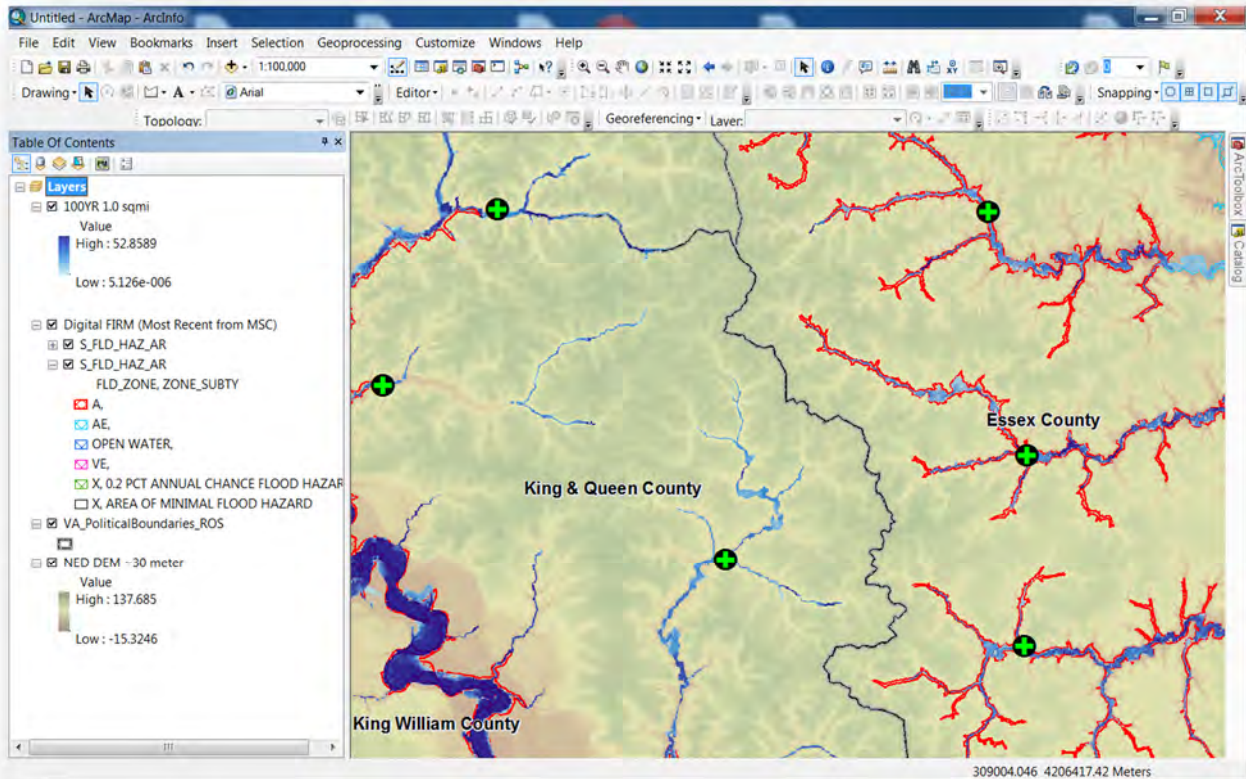 Untitled - ArcMap - ArcInfo
File Edit View Bookmarks Insert Selection Geoprocessing Customize Windows Help
1:100,000
Drawing A Arial Editor Snapping
Topology: Georeferencing Layer:
Table Of Contents
Layers
100YR 1.0 sqmi
Value
High : 52.8589
Low : 5.126e-006
Digital FIRM (Most Recent from MSC)
S_FLD_HAZ_AR
S_FLD_HAZ_AR
FLD_ZONE, ZONE_SUBTY
A,
AE,
OPEN WATER,
VE,
X, 0.2 PCT ANNUAL CHANCE FLOOD HAZAR
X, AREA OF MINIMAL FLOOD HAZARD
VA_PoliticalBoundaries_ROS
NED DEM - 30 meter
Value
High : 137.685
Low : -15.3246
Essex County
King & Queen County
King William County
ArcToolbox
Catalog
309004.046 4206417.42 Meters